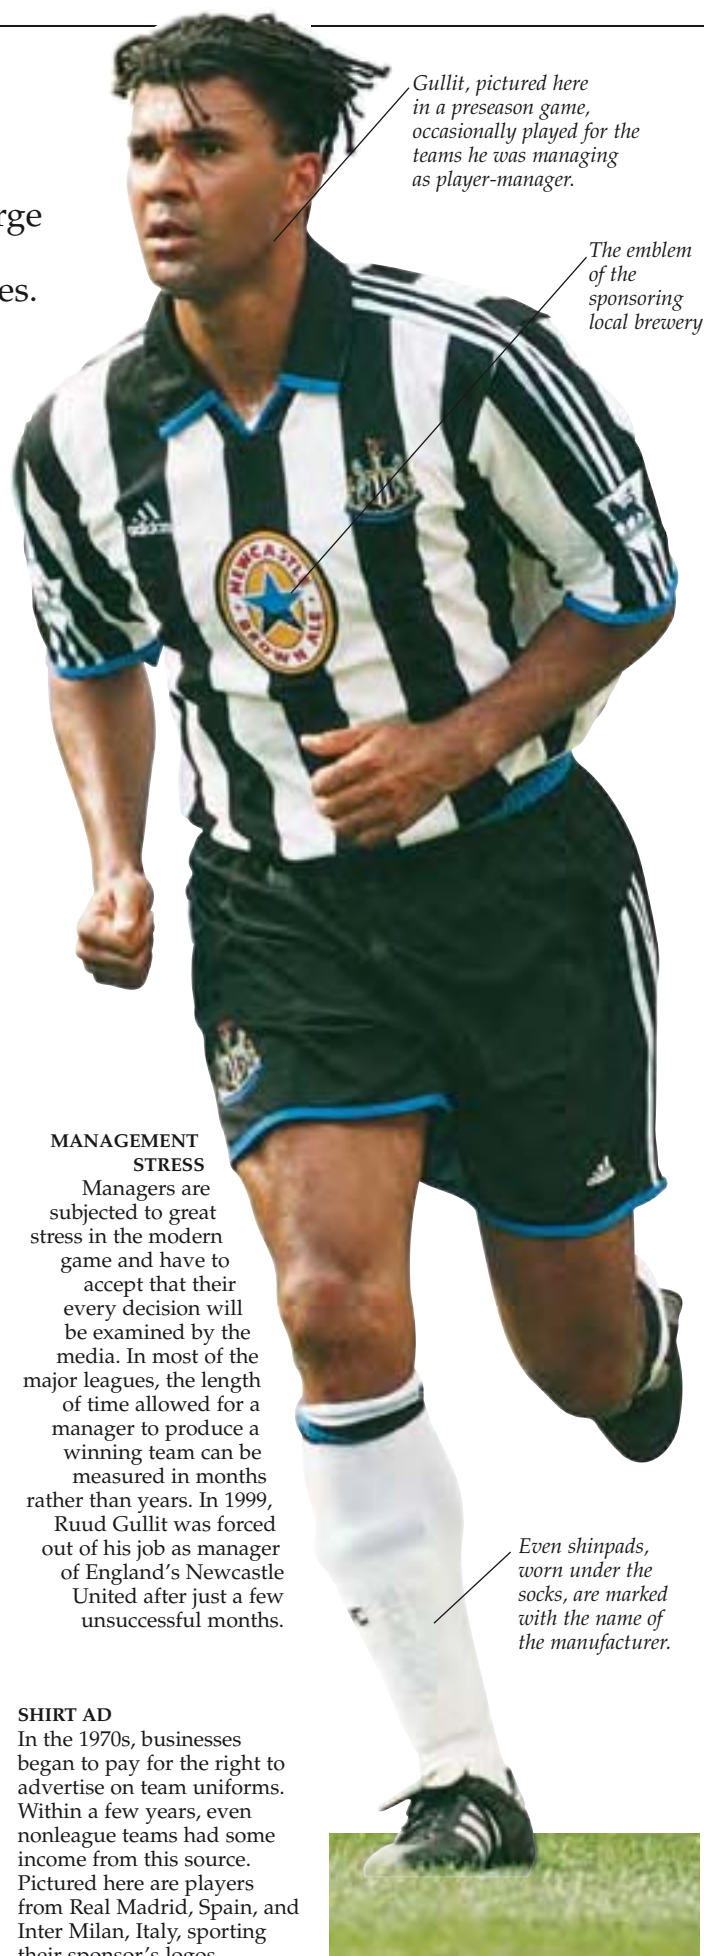 Gullit, pictured here
in a preseason game,
occasionally played for the
teams he was managing
as player-manager.
rge
es.
The emblem
of the
sponsoring
local brewery
adidas
NEWCASTLE
BROWN ALE
MANAGEMENT
STRESS
Managers are
subjected to great
stress in the modern
game and have to
accept that their
every decision will
be examined by the
media. In most of the
major leagues, the length
of time allowed for a
manager to produce a
winning team can be
measured in months
rather than years. In 1999,
Ruud Gullit was forced
out of his job as manager
of England's Newcastle
United after just a few
unsuccessful months.
Even shinpads,
worn under the
socks, are marked
with the name of
the manufacturer.
SHIRT AD
In the 1970s, businesses
began to pay for the right to
advertise on team uniforms.
Within a few years, even
nonleague teams had some
income from this source.
Pictured here are players
from Real Madrid, Spain, and
Inter Milan, Italy, sporting
their sponsor's logos